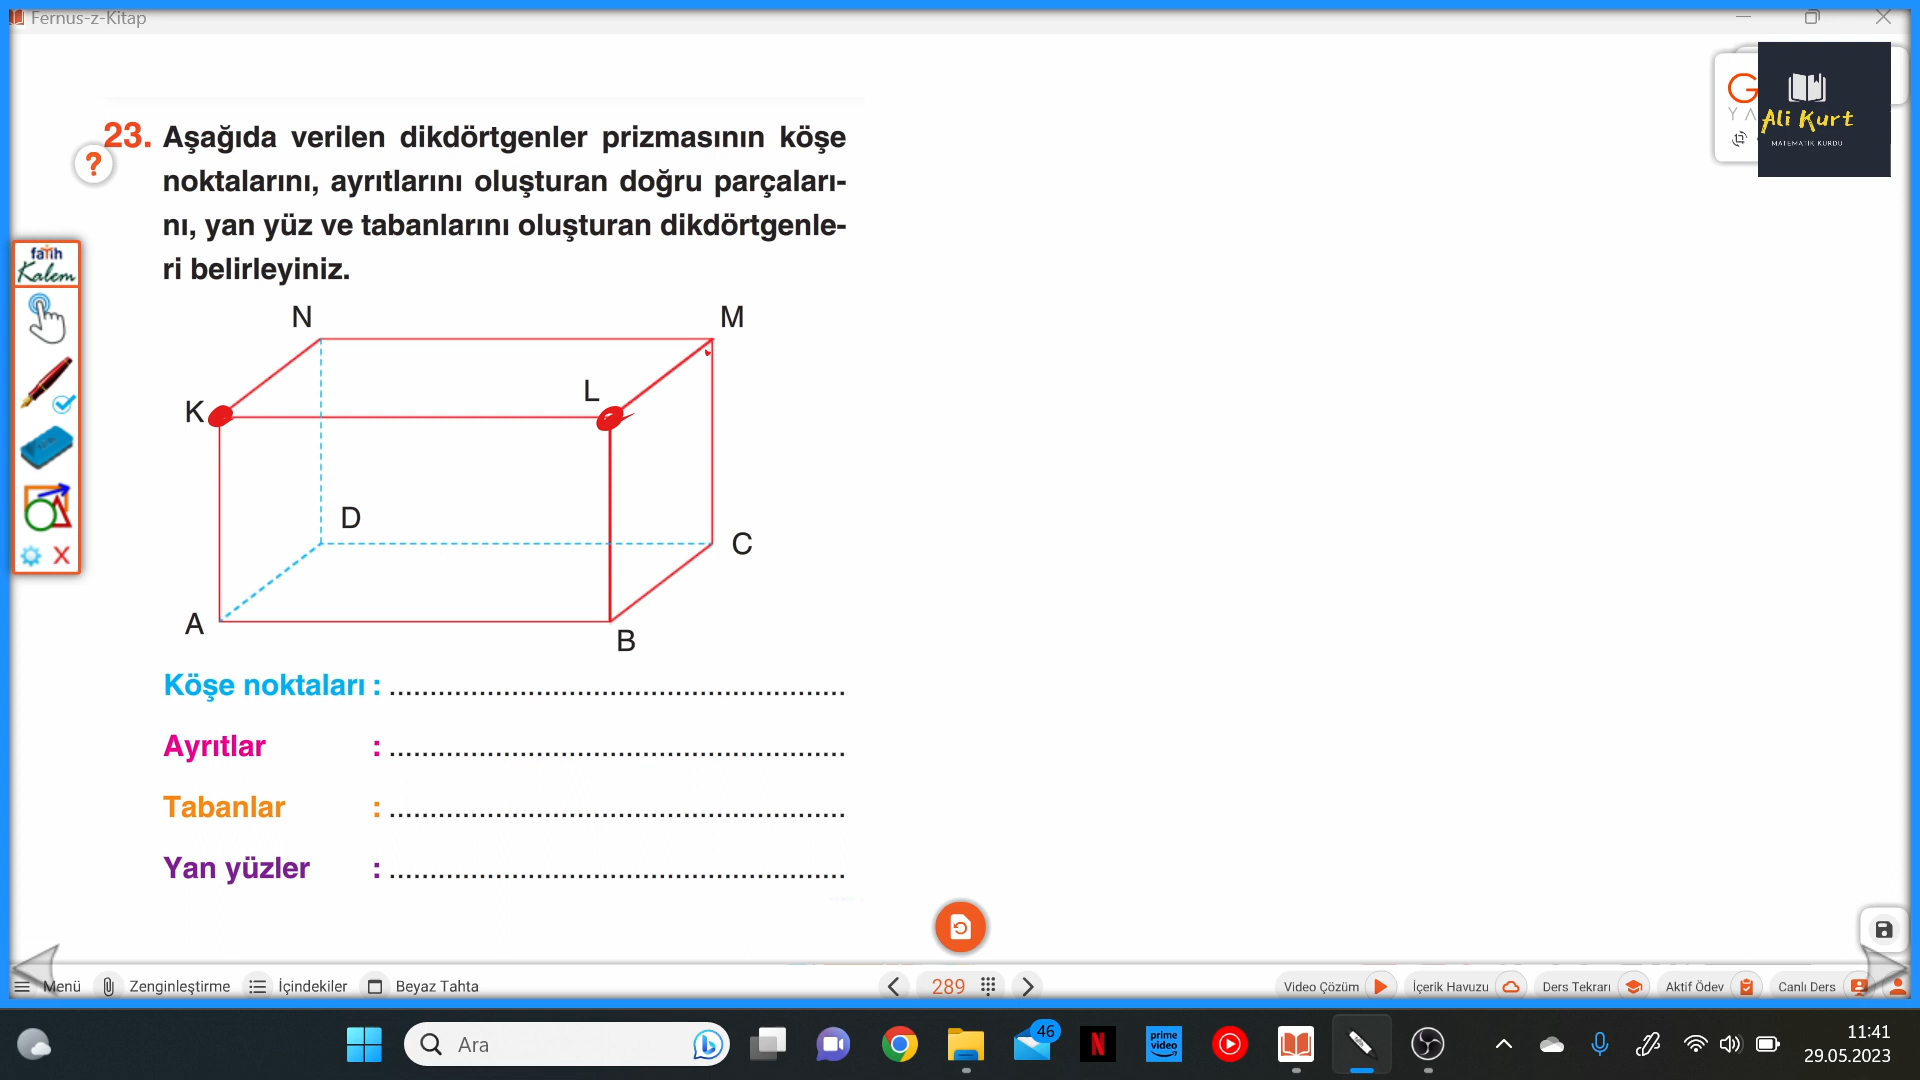 Fernus-z-Kitap
Ali Kurt
MATEMATİK KURDU
23. Aşağıda verilen dikdörtgenler prizmasının köşe
noktalarını, ayrıtlarını oluşturan doğru parçaları-
nı, yan yüz ve tabanlarını oluşturan dikdörtgenle-
ri belirleyiniz.
?
fatih
Kalem
N
M
L
K
D
C
A
B
Köşe noktaları : ........................................................
Ayrıtlar : ........................................................
Tabanlar : ........................................................
Yan yüzler : ........................................................
Menü Zenginleştirme İçindekiler Beyaz Tahta 289 Video Çözüm İçerik Havuzu Ders Tekrarı Aktif Ödev Canlı Ders
Ara
46
N
prime video
11:41
29.05.2023